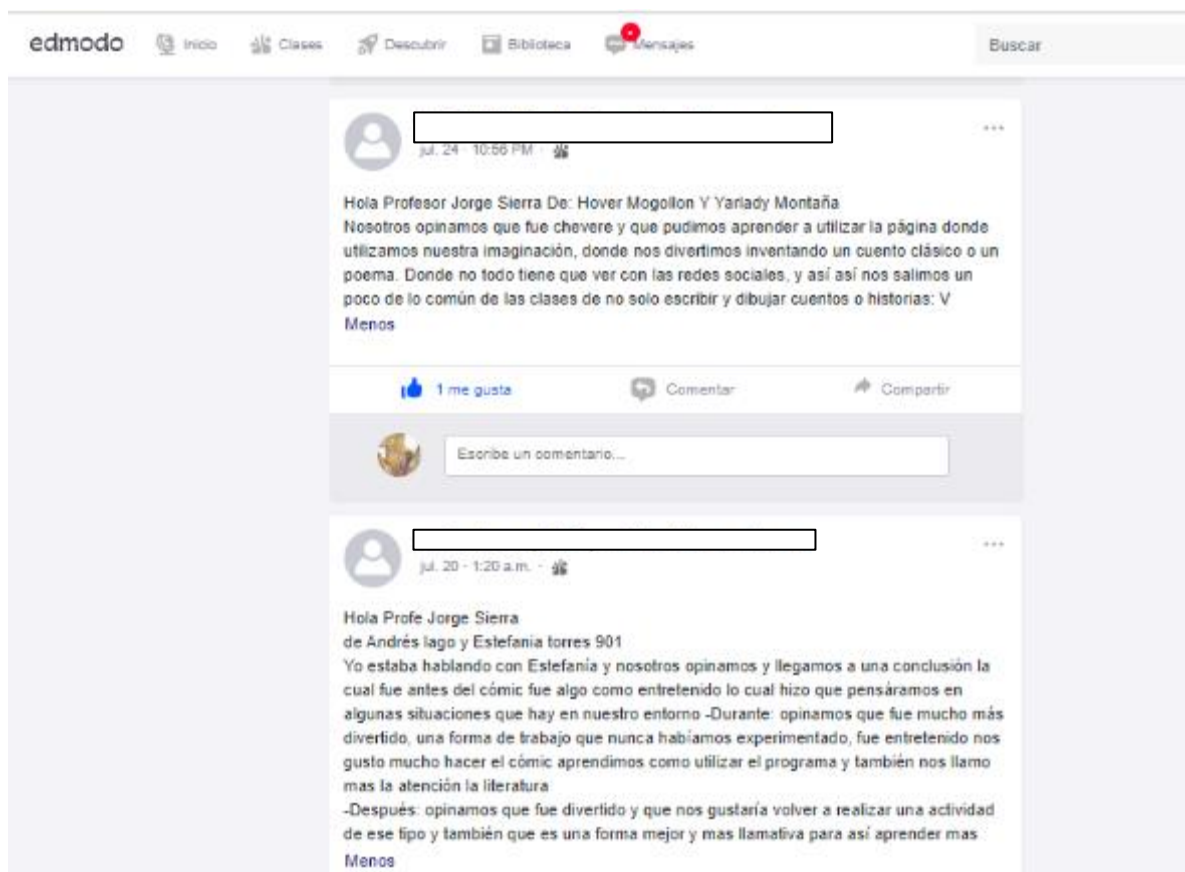 edmodo Inicio Clases Descubrir Biblioteca Mensajes Buscar
jul. 24 - 10:56 PM ·
Hola Profesor Jorge Sierra De: Hover Mogollon Y Yarlady Montaña
Nosotros opinamos que fue chevere y que pudimos aprender a utilizar la página donde
utilizamos nuestra imaginación, donde nos divertimos inventando un cuento clásico o un
poema. Donde no todo tiene que ver con las redes sociales, y así así nos salimos un
poco de lo común de las clases de no solo escribir y dibujar cuentos o historias: V
Menos
1 me gusta Comentar Compartir
Escribe un comentario...
jul. 20 - 1:20 a.m. ·
Hola Profe Jorge Sierra
de Andrés lago y Estefania torres 901
Yo estaba hablando con Estefanía y nosotros opinamos y llegamos a una conclusión la
cual fue antes del cómic fue algo como entretenido lo cual hizo que pensáramos en
algunas situaciones que hay en nuestro entorno -Durante: opinamos que fue mucho más
divertido, una forma de trabajo que nunca habíamos experimentado, fue entretenido nos
gusto mucho hacer el cómic aprendimos como utilizar el programa y también nos llamo
mas la atención la literatura
-Después: opinamos que fue divertido y que nos gustaría volver a realizar una actividad
de ese tipo y también que es una forma mejor y mas llamativa para así aprender mas
Menos